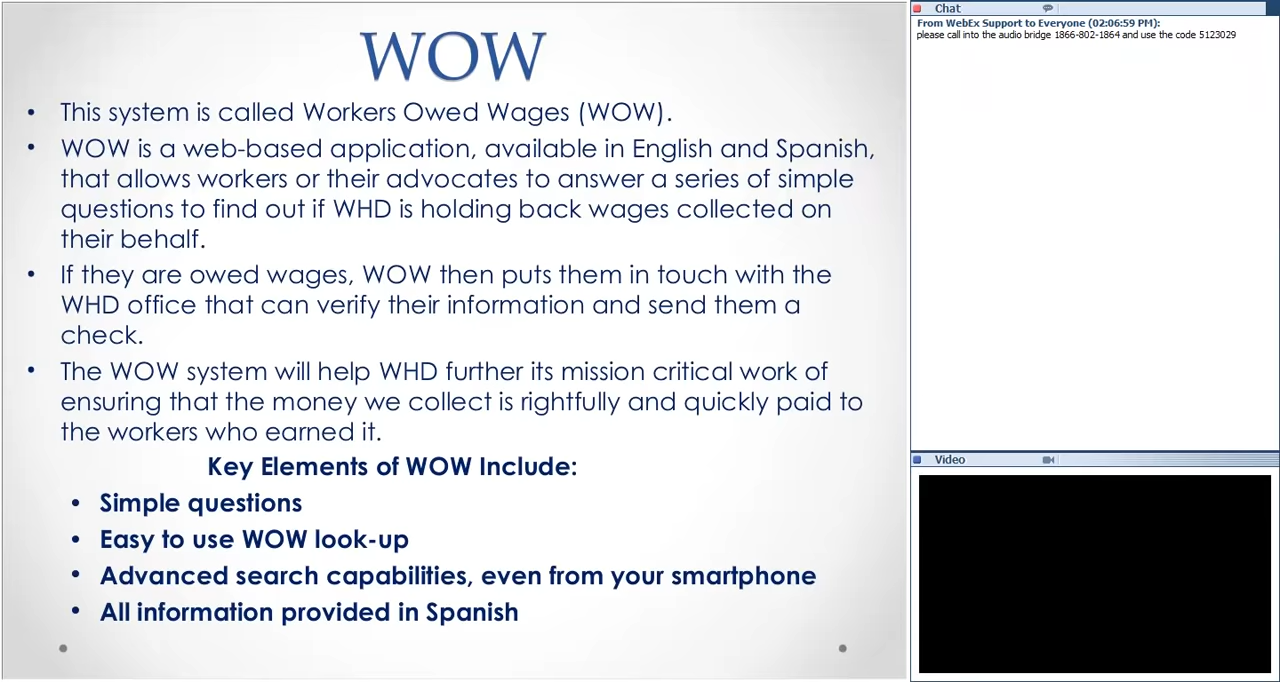 WOW
• This system is called Workers Owed Wages (WOW).
• WOW is a web-based application, available in English and Spanish,
that allows workers or their advocates to answer a series of simple
questions to find out if WHD is holding back wages collected on
their behalf.
• If they are owed wages, WOW then puts them in touch with the
WHD office that can verify their information and send them a
check.
• The WOW system will help WHD further its mission critical work of
ensuring that the money we collect is rightfully and quickly paid to
the workers who earned it.
Key Elements of WOW Include:
• Simple questions
• Easy to use WOW look-up
• Advanced search capabilities, even from your smartphone
• All information provided in Spanish
Chat
From WebEx Support to Everyone (02:06:59 PM):
please call into the audio bridge 1866-802-1864 and use the code 5123029
Video